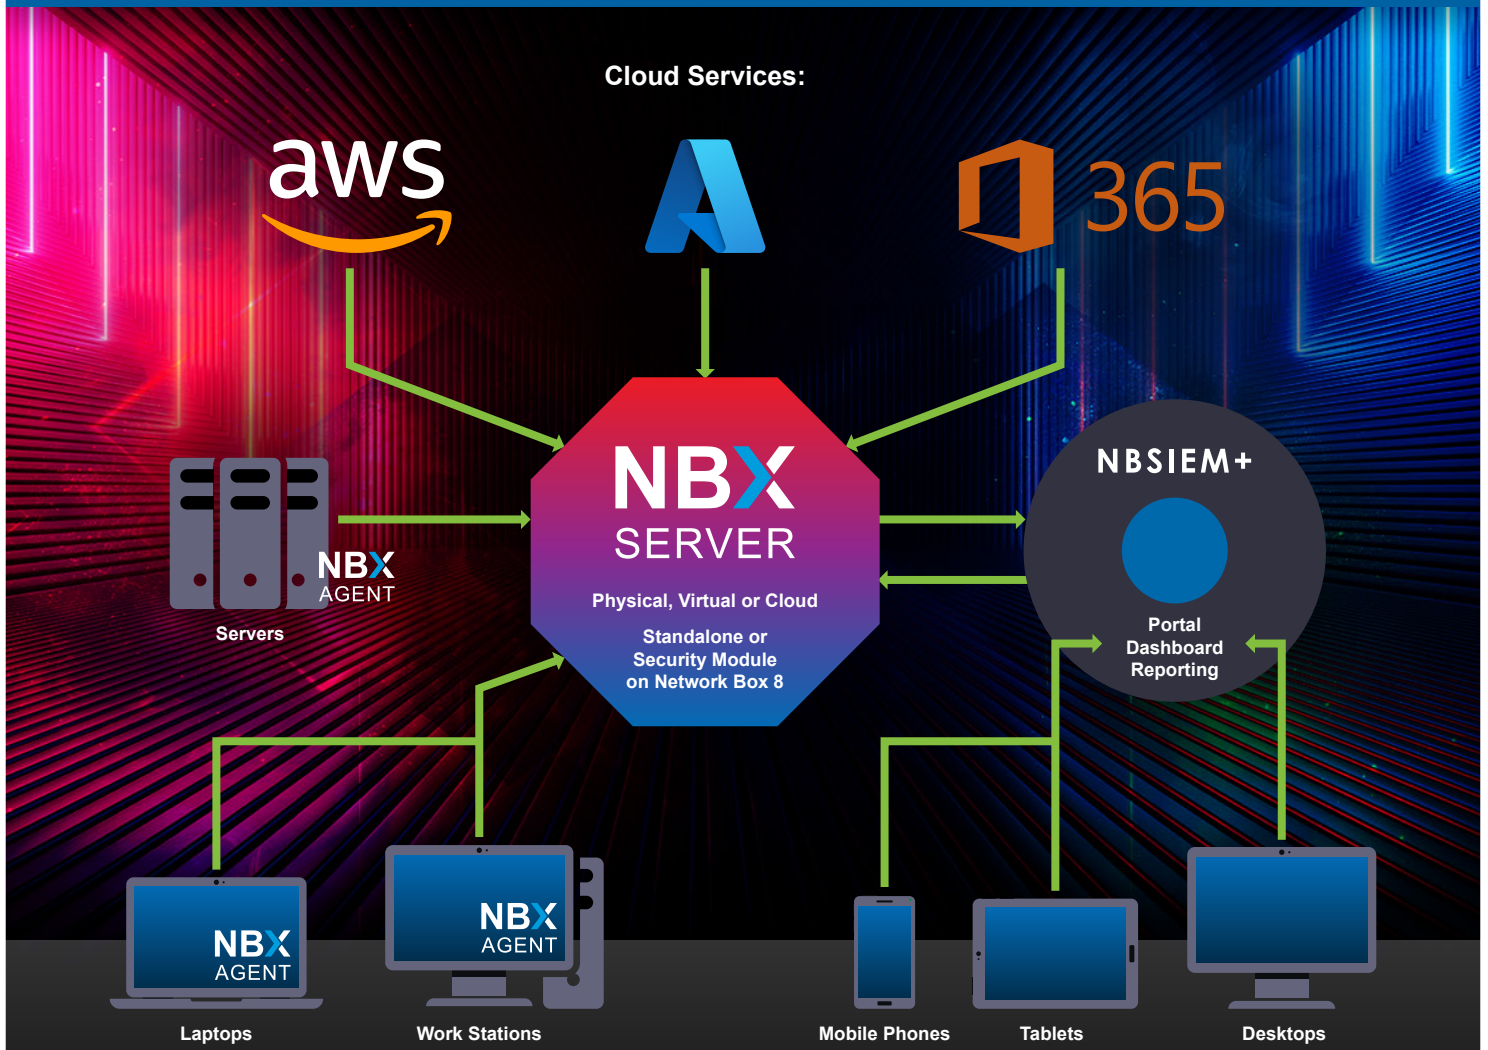 Cloud Services:
aws
365
NBX
SERVER
Physical, Virtual or Cloud
Standalone or
Security Module
on Network Box 8
NBSIEM+
Portal
Dashboard
Reporting
NBX
AGENT
Servers
NBX
AGENT
Laptops
NBX
AGENT
Work Stations
Mobile Phones
Tablets
Desktops